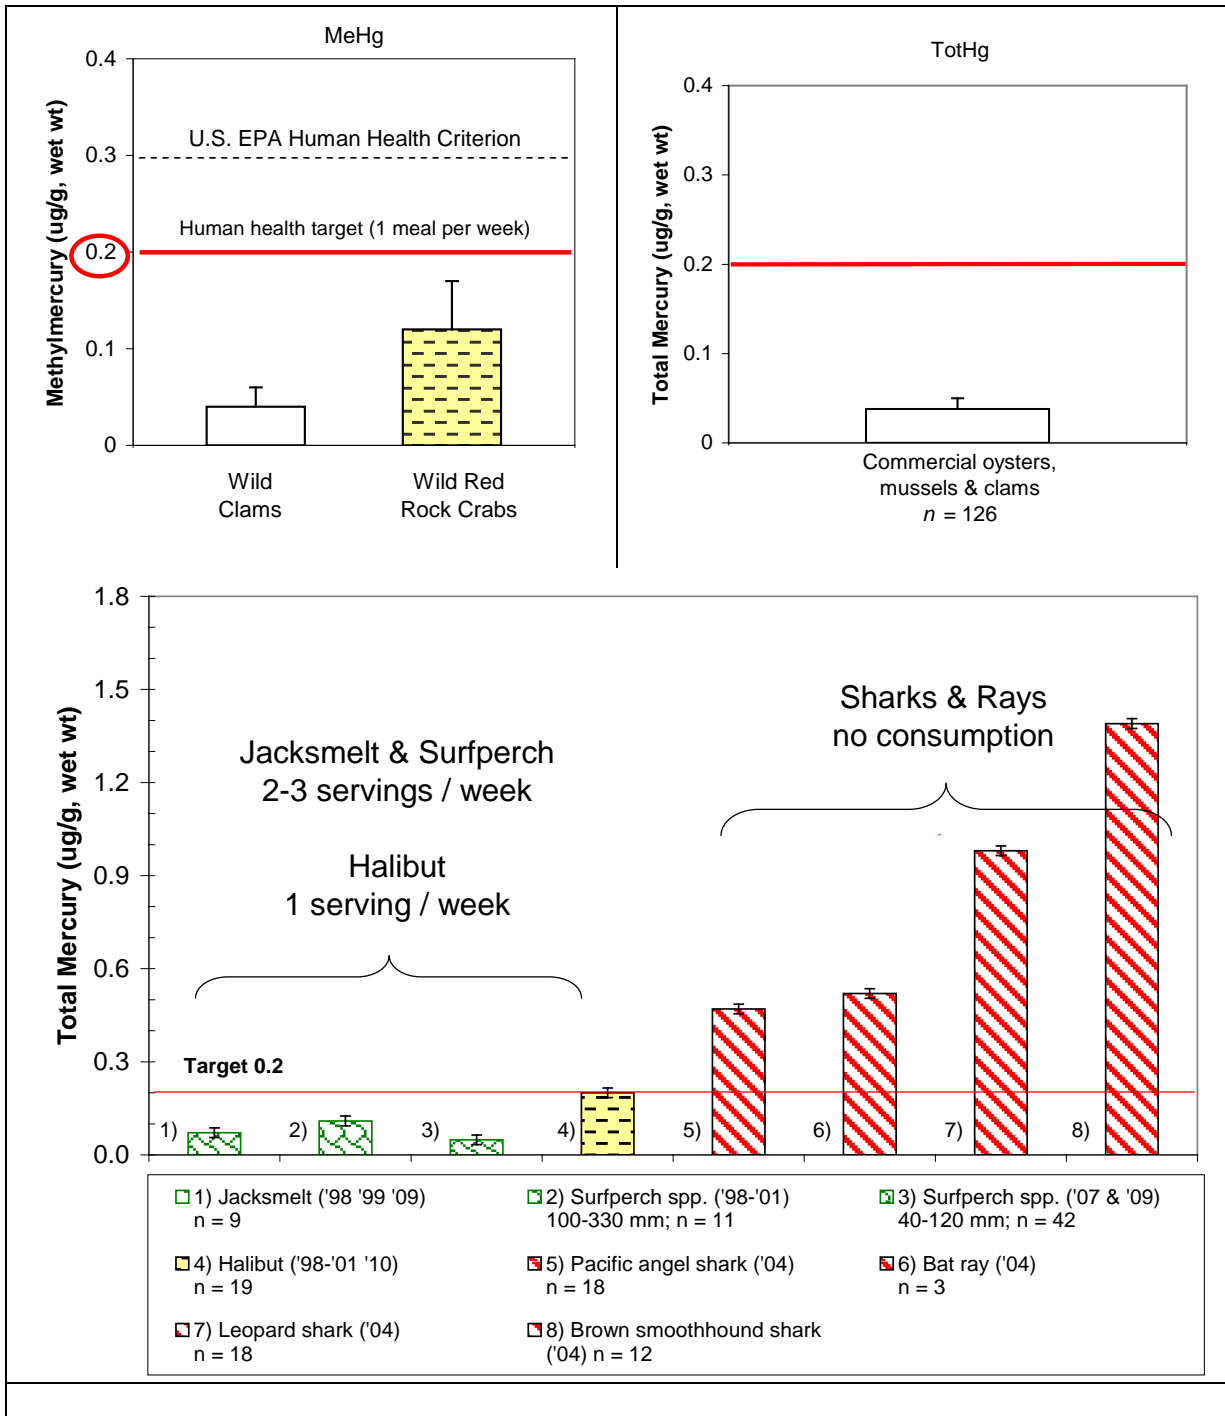 MeHg
Methylmercury (ug/g, wet wt)
0.4
0.3
0.2
0.1
0
U.S. EPA Human Health Criterion
Human health target (1 meal per week)
Wild
Clams
Wild Red
Rock Crabs
TotHg
Total Mercury (ug/g, wet wt)
0.4
0.3
0.2
0.1
0
Commercial oysters,
mussels & clams
n = 126
Total Mercury (ug/g, wet wt)
1.8
1.5
1.2
0.9
0.6
0.3
0.0
Jacksmelt & Surfperch
2-3 servings / week
Halibut
1 serving / week
Sharks & Rays
no consumption
Target 0.2
1)
2)
3)
4)
5)
6)
7)
8)
1) Jacksmelt ('98 '99 '09)
n = 9
2) Surfperch spp. ('98-'01)
100-330 mm; n = 11
3) Surfperch spp. ('07 & '09)
40-120 mm; n = 42
4) Halibut ('98-'01 '10)
n = 19
5) Pacific angel shark ('04)
n = 18
6) Bat ray ('04)
n = 3
7) Leopard shark ('04)
n = 18
8) Brown smoothhound shark
('04) n = 12